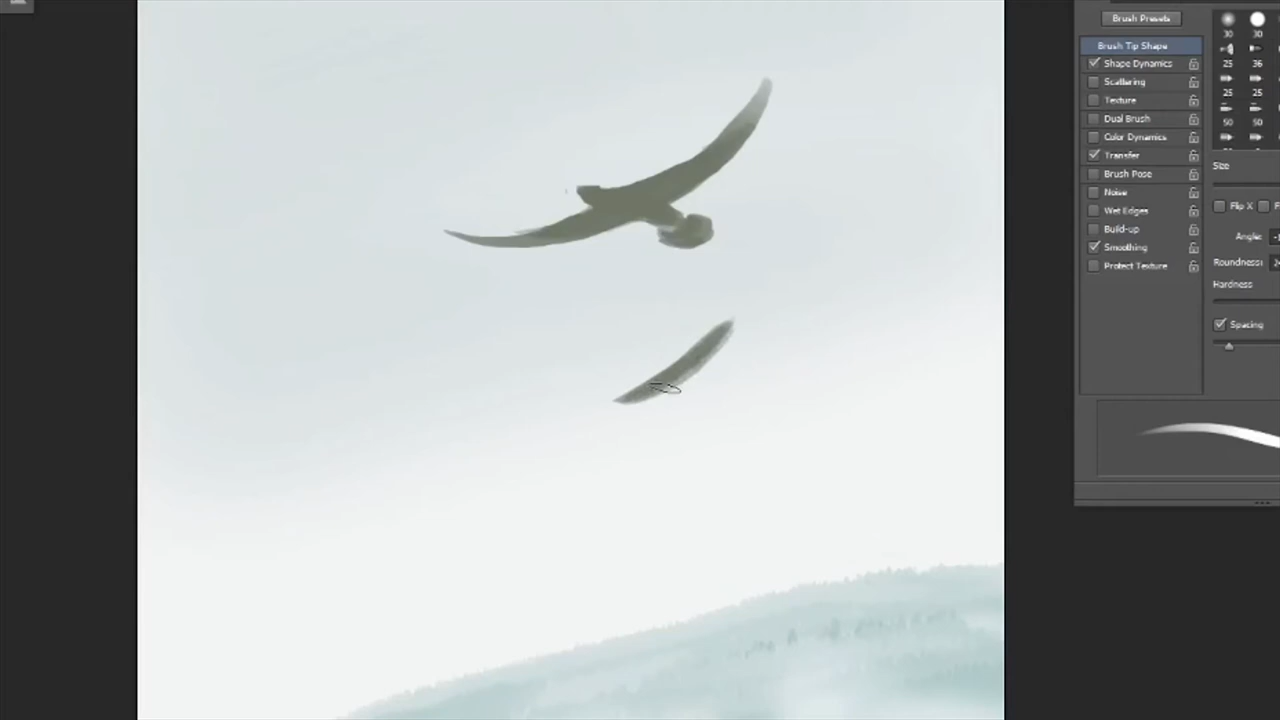 Brush Presets
Brush Tip Shape
Shape Dynamics
Scattering
Texture
Dual Brush
Color Dynamics
Transfer
Brush Pose
Noise
Wet Edges
Build-up
Smoothing
Protect Texture
30 30
25 36
25 25
50 50
Size
Flip X
Angle:
Roundness:
Hardness
Spacing